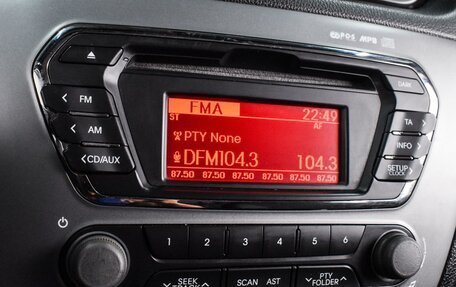 POS MP3
DARK
FM
AM
CD/AUX
FMA
ST
22:49
AF
PTY None
DFM104.3
104.3
87.50 87.50 87.50 87.50 87.50 87.50
TA
INFO
SETUP
CLOCK
1 2 3 4 5 6
SEEK
TRACK
SCAN AST
PTY
FOLDER